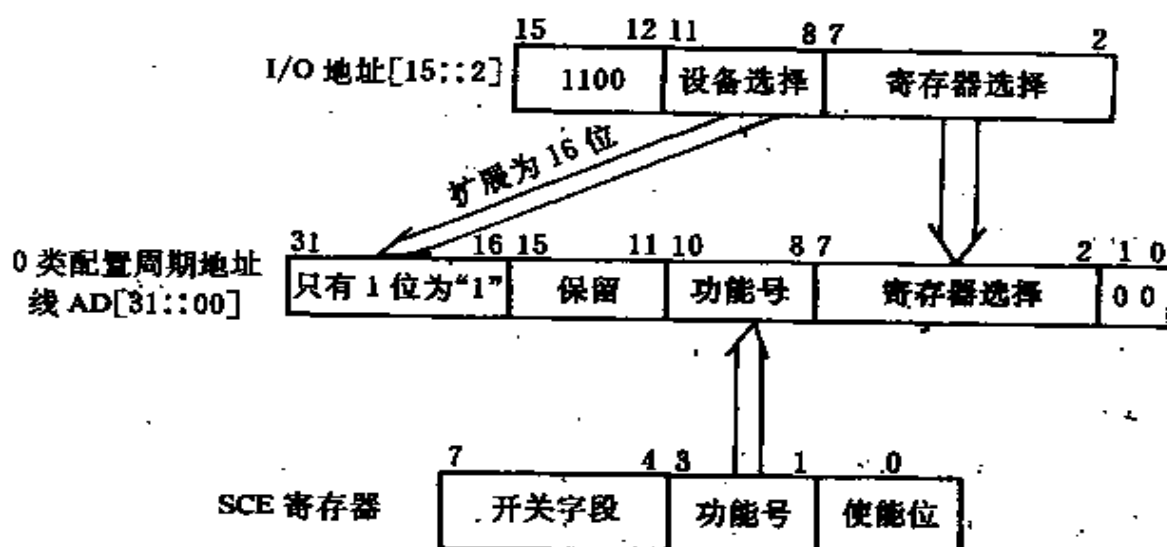 15 12 11 8 7 2
I/O 地址[15::2] 1100 设备选择 寄存器选择
扩展为 16 位
31 16 15 11 10 8 7 2 1 0
0 类配置周期地址
线 AD[31::00] 只有 1 位为“1” 保留 功能号 寄存器选择 0 0
7 4 3 1 0
SCE 寄存器 开关字段 功能号 使能位